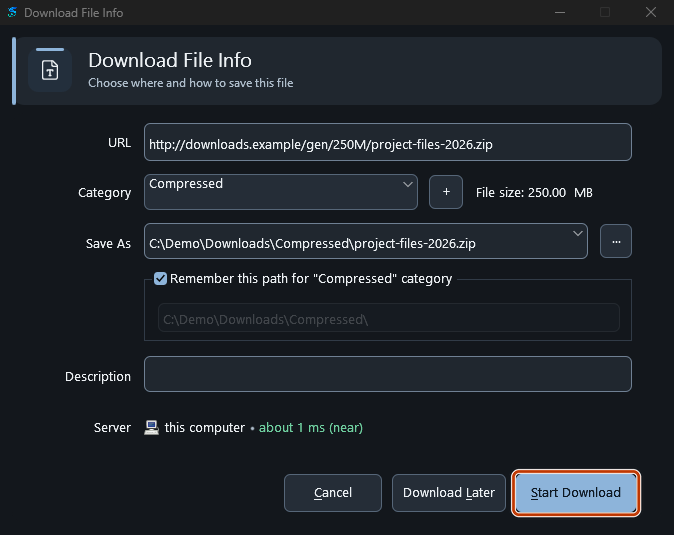 Download File Info
Download File Info
Choose where and how to save this file
URL
http://downloads.example/gen/250M/project-files-2026.zip
Category
Compressed
+
File size: 250.00 MB
Save As
C:\Demo\Downloads\Compressed\project-files-2026.zip
...
Remember this path for "Compressed" category
C:\Demo\Downloads\Compressed\
Description
Server
this computer • about 1 ms (near)
Cancel
Download Later
Start Download